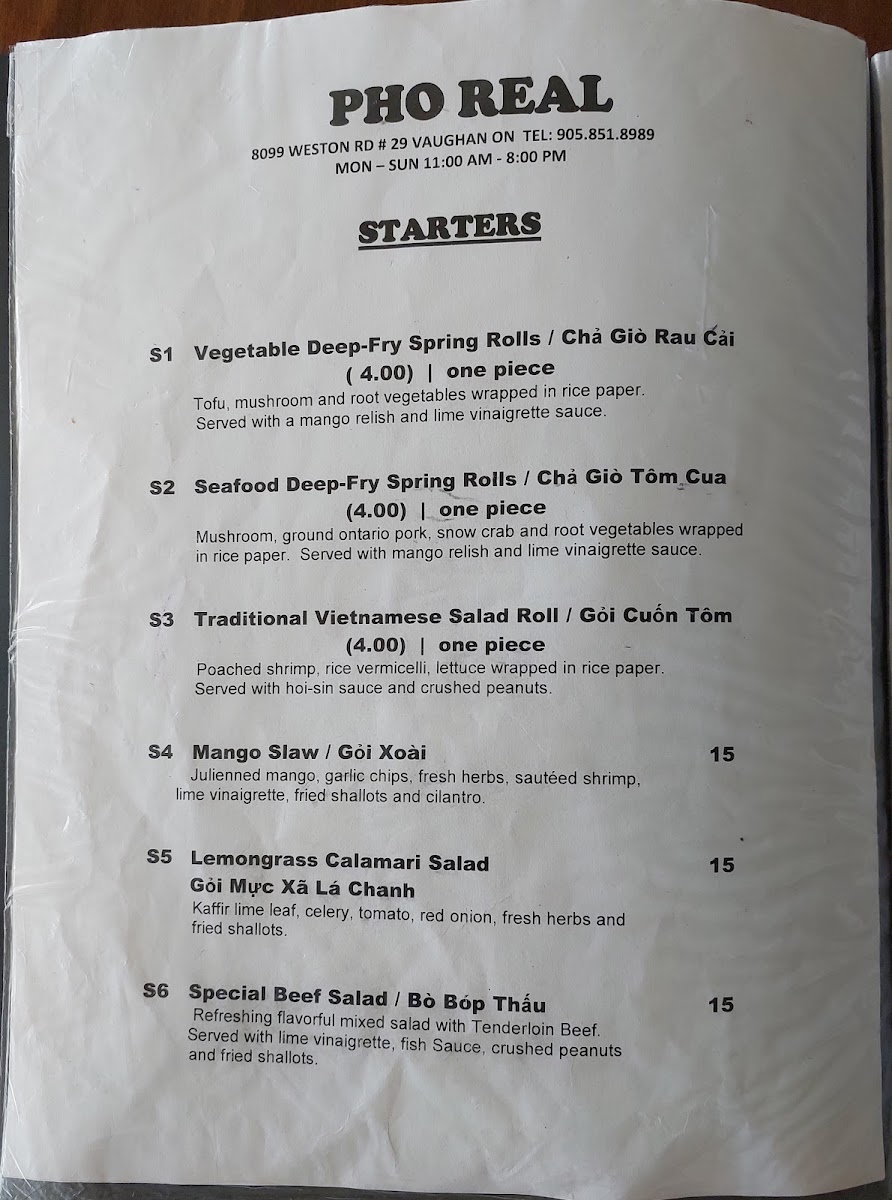 PHO REAL
8099 WESTON RD # 29 VAUGHAN ON TEL: 905.851.8989
MON – SUN 11:00 AM - 8:00 PM
STARTERS
S1 Vegetable Deep-Fry Spring Rolls / Chả Giò Rau Cải
( 4.00) | one piece
Tofu, mushroom and root vegetables wrapped in rice paper.
Served with a mango relish and lime vinaigrette sauce.
S2 Seafood Deep-Fry Spring Rolls / Chả Giò Tôm Cua
(4.00) | one piece
Mushroom, ground ontario pork, snow crab and root vegetables wrapped
in rice paper. Served with mango relish and lime vinaigrette sauce.
S3 Traditional Vietnamese Salad Roll / Gỏi Cuốn Tôm
(4.00) | one piece
Poached shrimp, rice vermicelli, lettuce wrapped in rice paper.
Served with hoi-sin sauce and crushed peanuts.
S4 Mango Slaw / Gỏi Xoài 15
Julienned mango, garlic chips, fresh herbs, sautéed shrimp,
lime vinaigrette, fried shallots and cilantro.
S5 Lemongrass Calamari Salad 15
Gỏi Mực Xã Lá Chanh
Kaffir lime leaf, celery, tomato, red onion, fresh herbs and
fried shallots.
S6 Special Beef Salad / Bò Bóp Thấu 15
Refreshing flavorful mixed salad with Tenderloin Beef.
Served with lime vinaigrette, fish Sauce, crushed peanuts
and fried shallots.